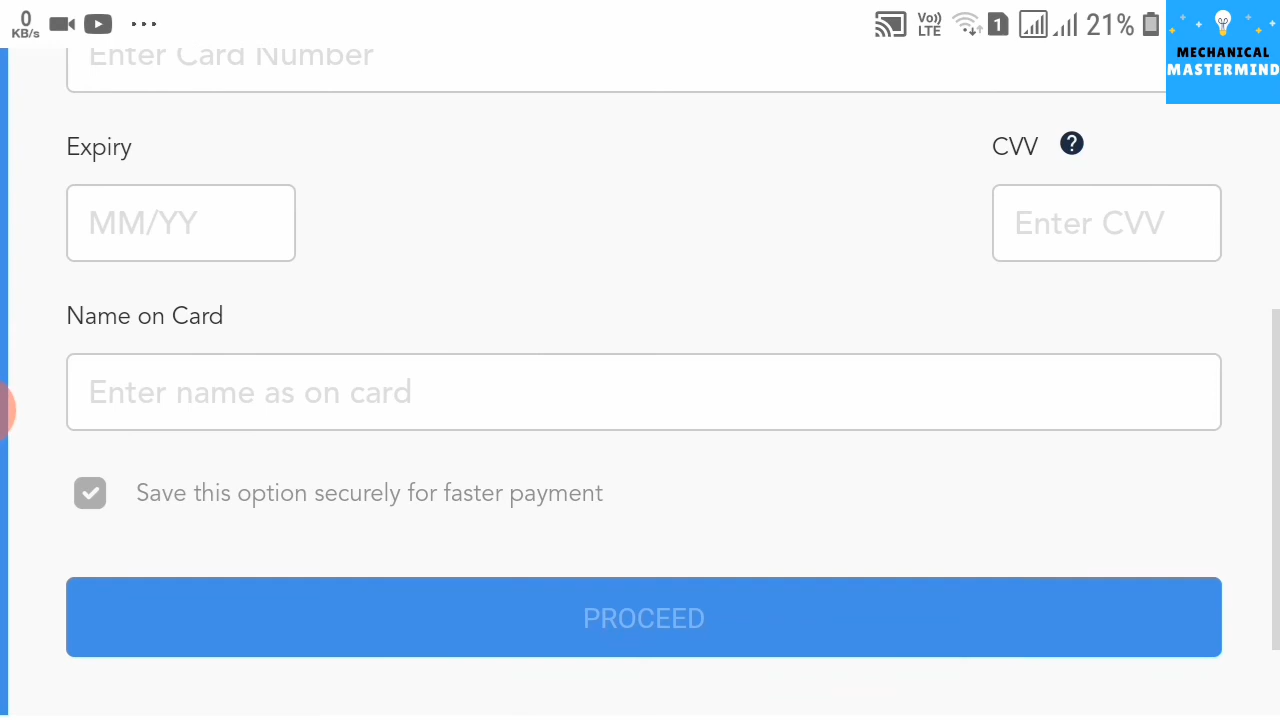 0
KB/s
Vo))
LTE
1
21%
MECHANICAL
MASTERMIND
Enter Card Number
Expiry
CVV ?
MM/YY
Enter CVV
Name on Card
Enter name as on card
Save this option securely for faster payment
PROCEED